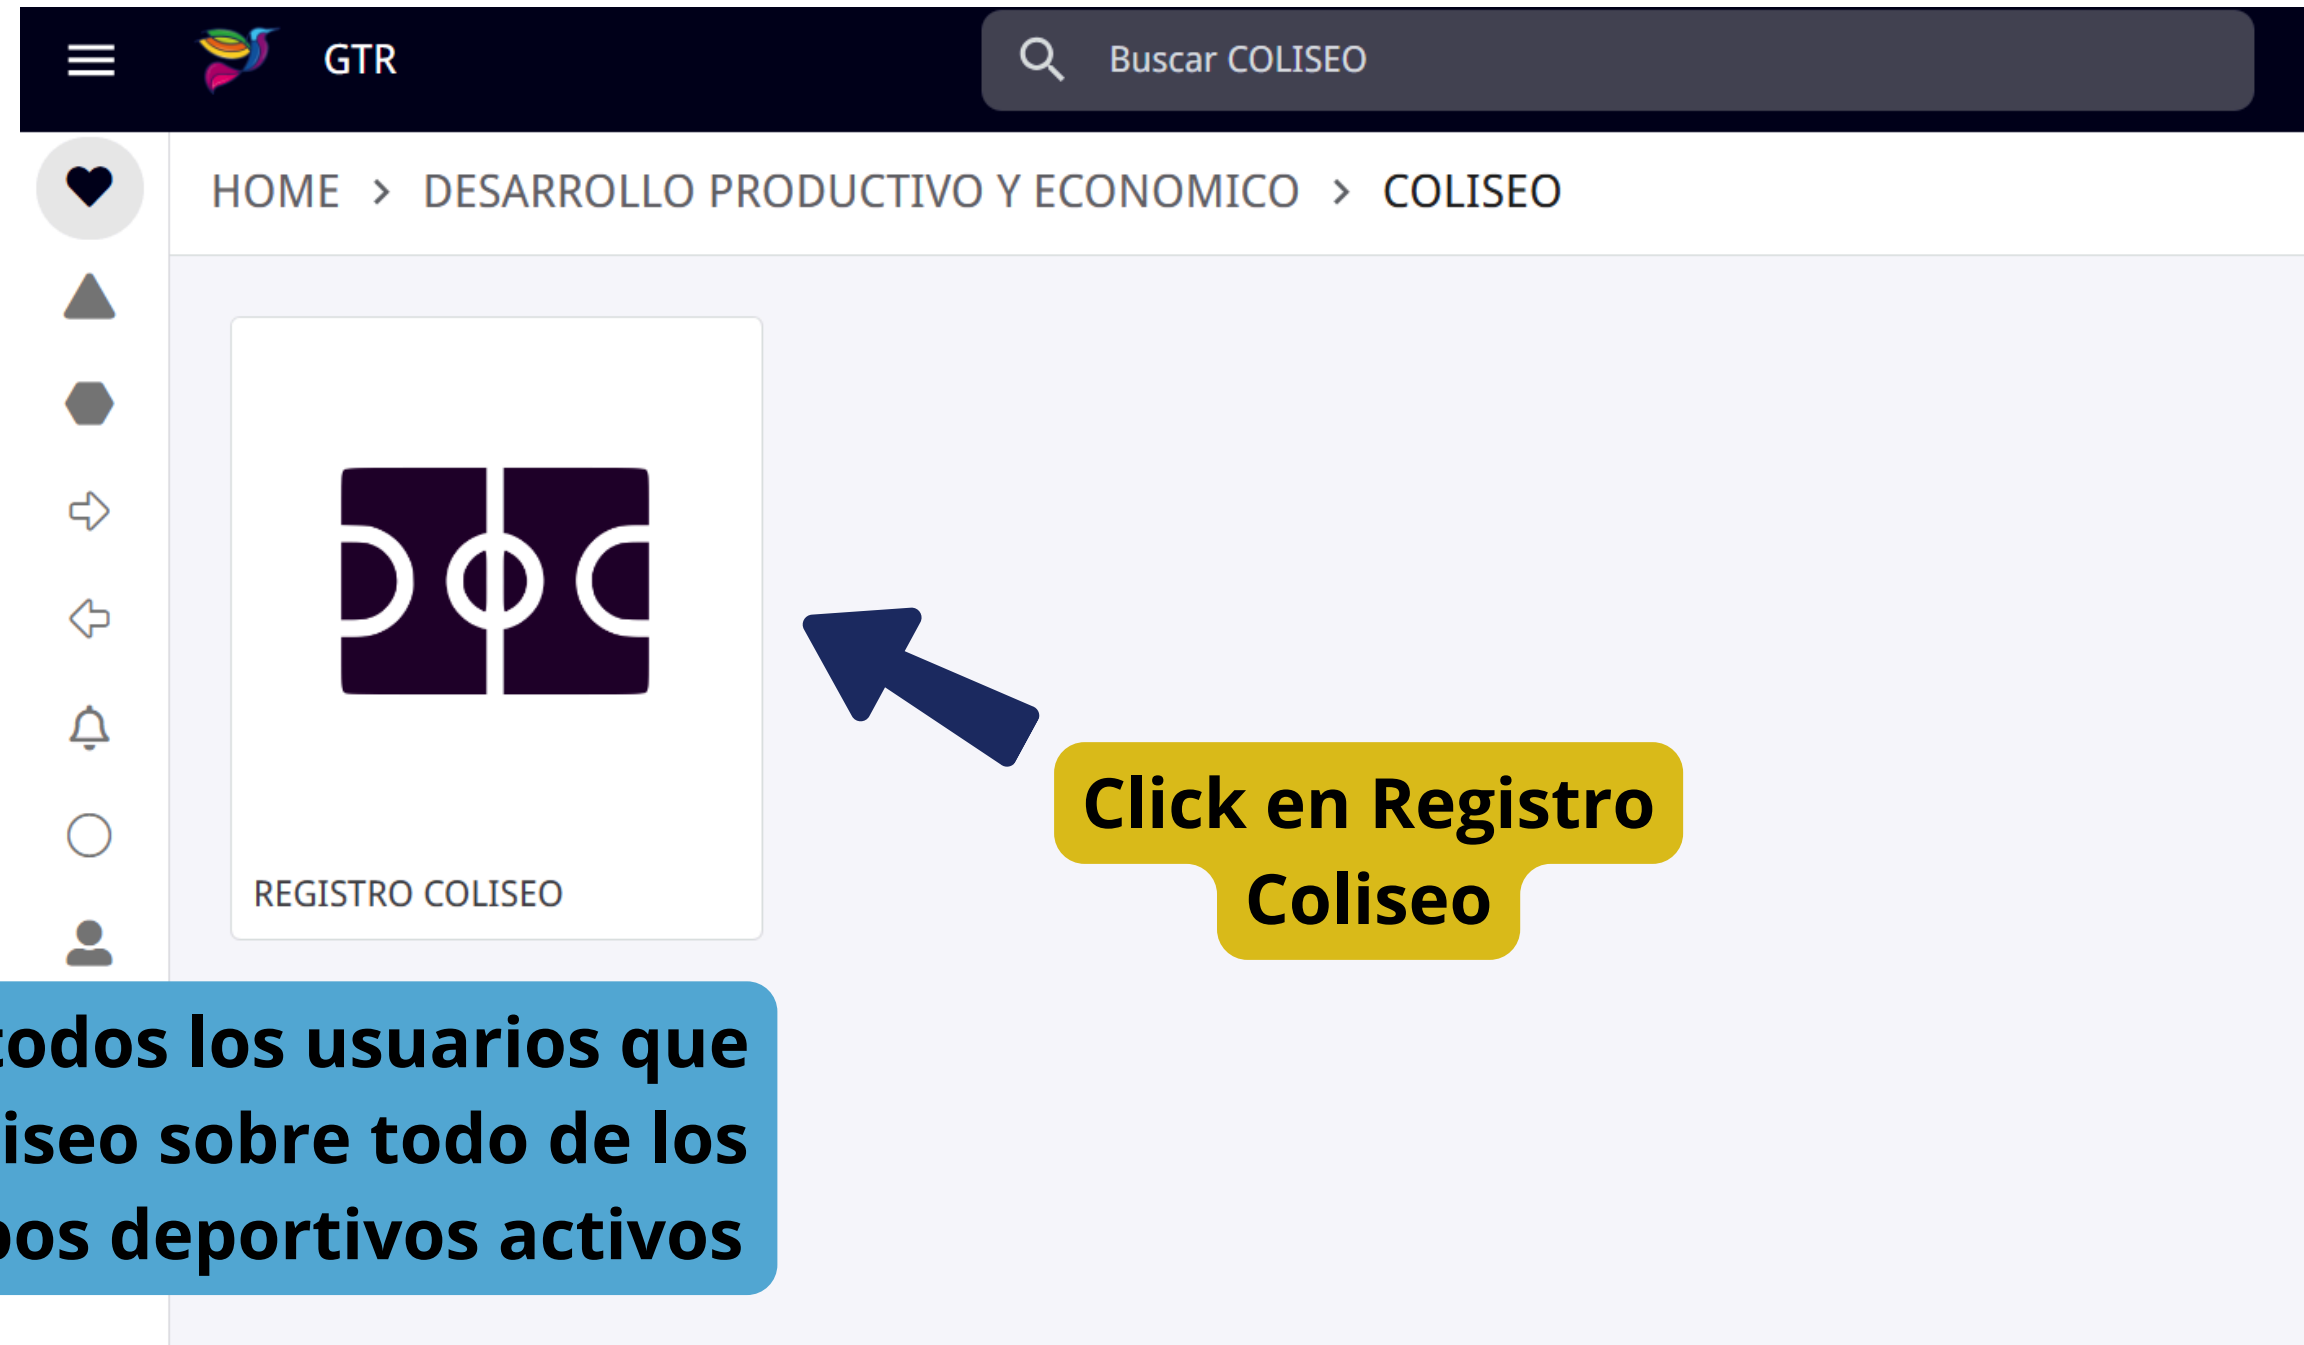 GTR
Buscar COLISEO
HOME > DESARROLLO PRODUCTIVO Y ECONOMICO > COLISEO
REGISTRO COLISEO
Click en Registro
Coliseo
todos los usuarios que
iseo sobre todo de los
os deportivos activos